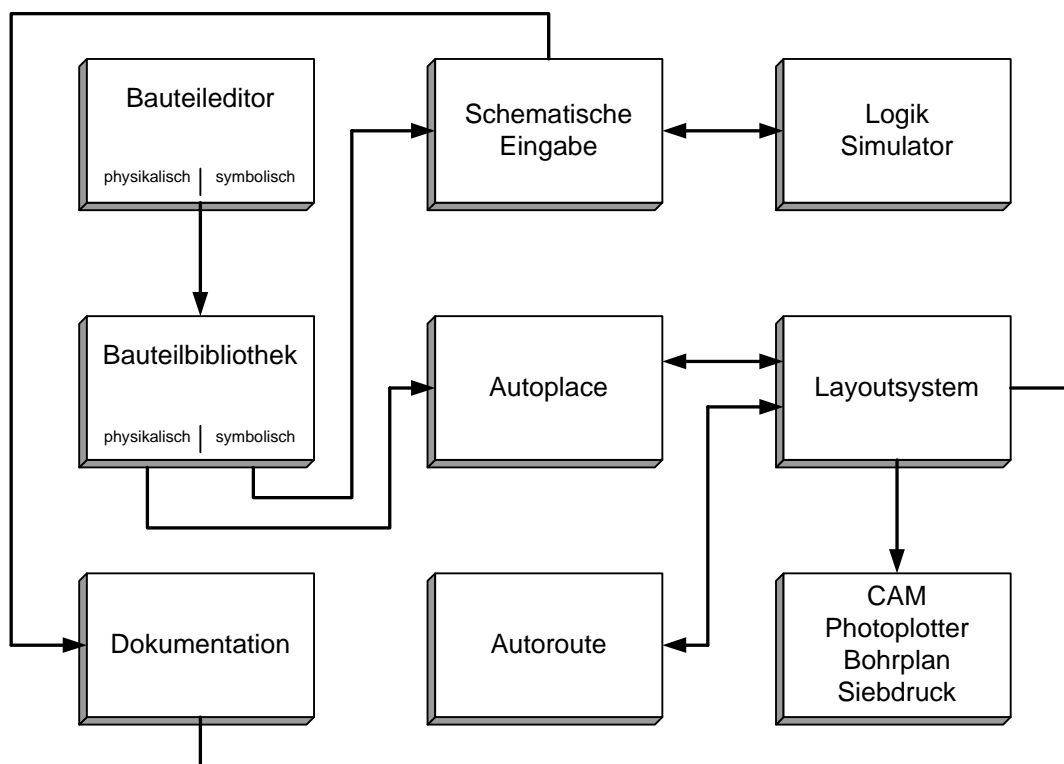 Bauteileditor
physikalisch | symbolisch
Schematische
Eingabe
Logik
Simulator
Bauteilbibliothek
physikalisch | symbolisch
Autoplace
Layoutsystem
Dokumentation
Autoroute
CAM
Photoplotter
Bohrplan
Siebdruck